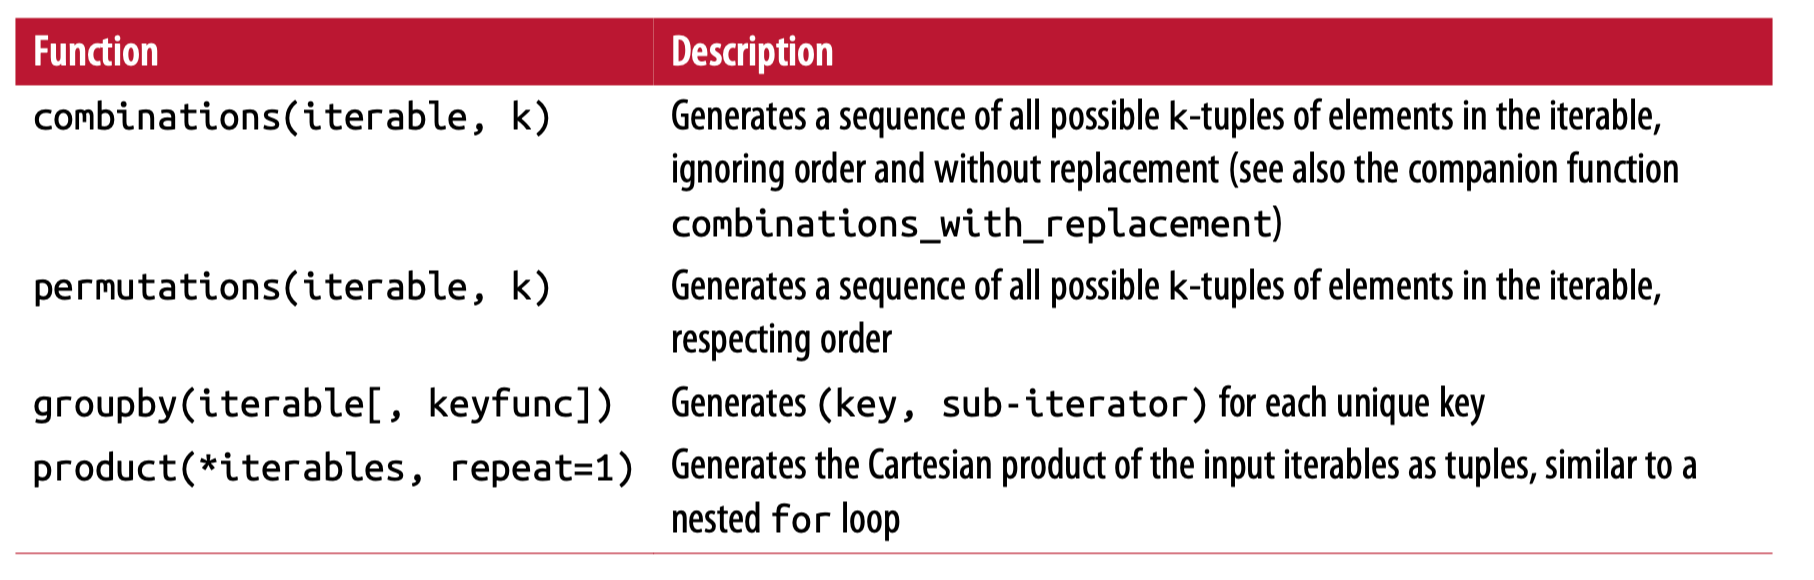 Function Description
combinations(iterable, k) Generates a sequence of all possible k-tuples of elements in the iterable,
ignoring order and without replacement (see also the companion function
combinations_with_replacement)
permutations(iterable, k) Generates a sequence of all possible k-tuples of elements in the iterable,
respecting order
groupby(iterable[, keyfunc]) Generates (key, sub-iterator) for each unique key
product(*iterables, repeat=1) Generates the Cartesian product of the input iterables as tuples, similar to a
nested for loop